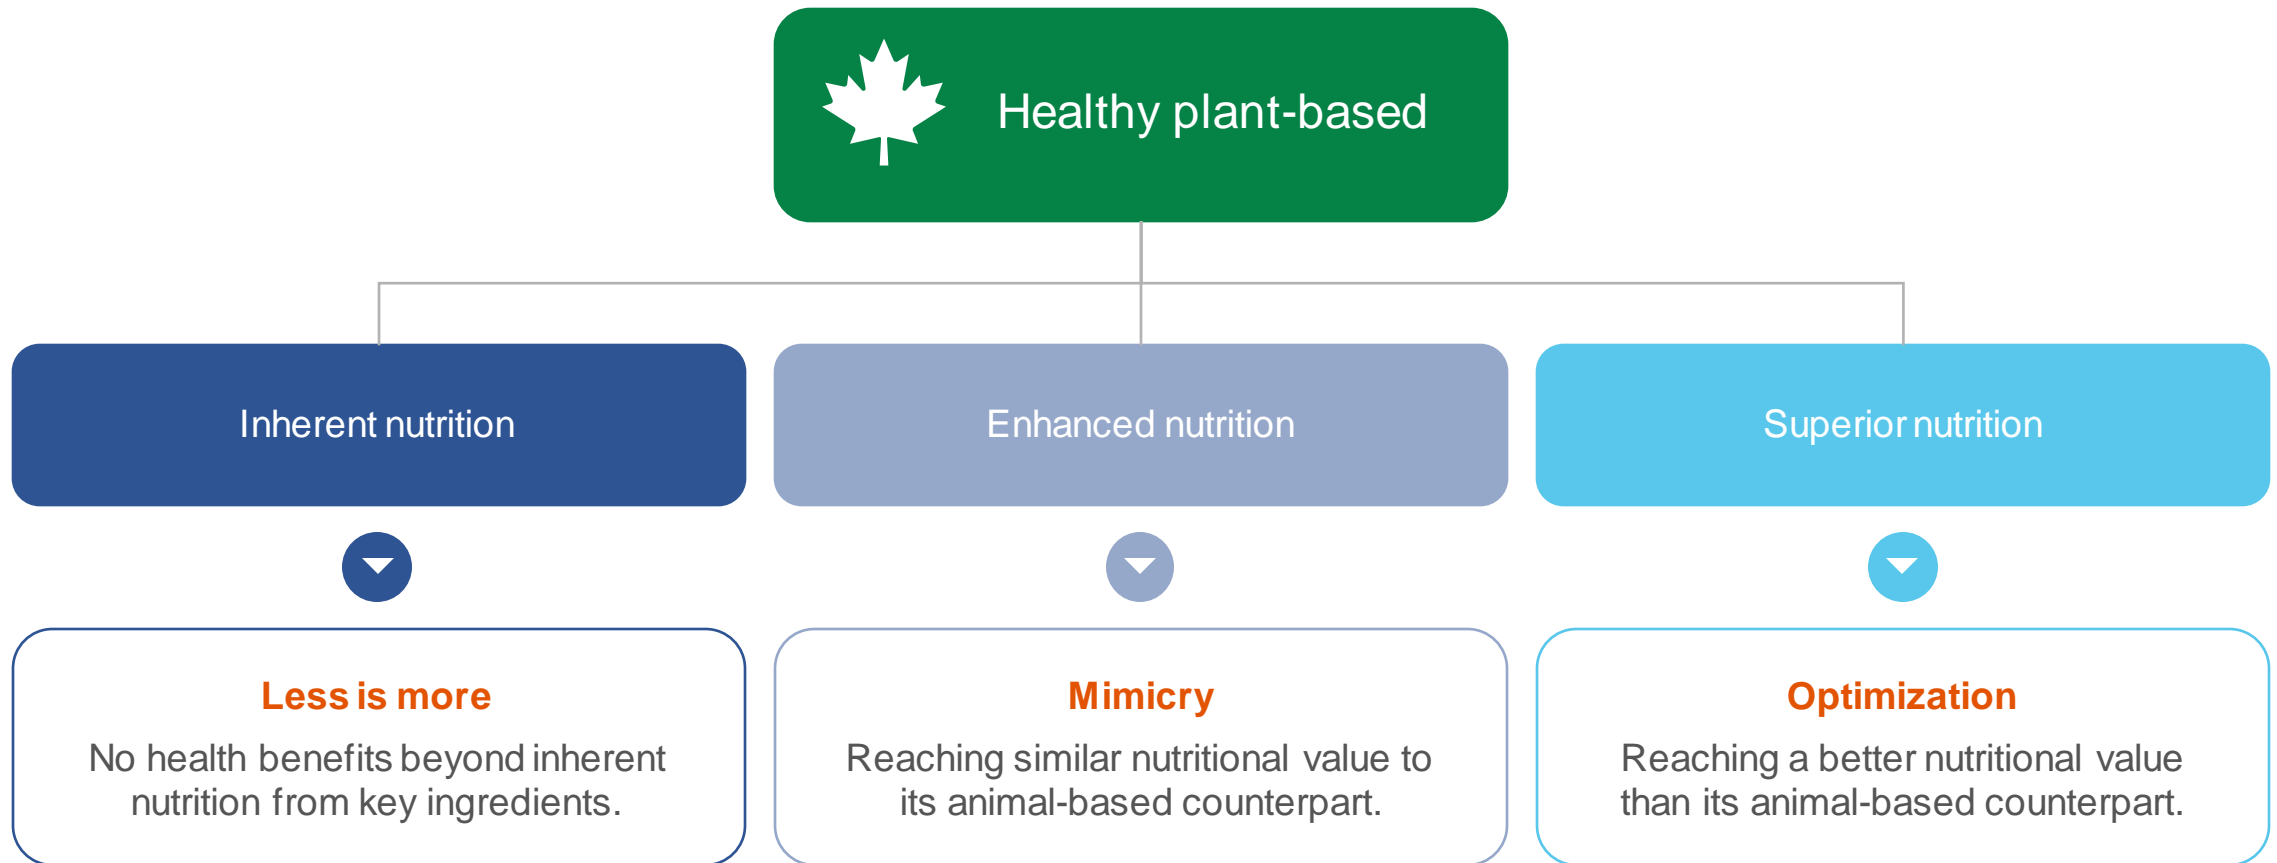 Healthy plant-based
Inherent nutrition
Enhanced nutrition
Superior nutrition
Less is more
No health benefits beyond inherent
nutrition from key ingredients.
Mimicry
Reaching similar nutritional value to
its animal-based counterpart.
Optimization
Reaching a better nutritional value
than its animal-based counterpart.